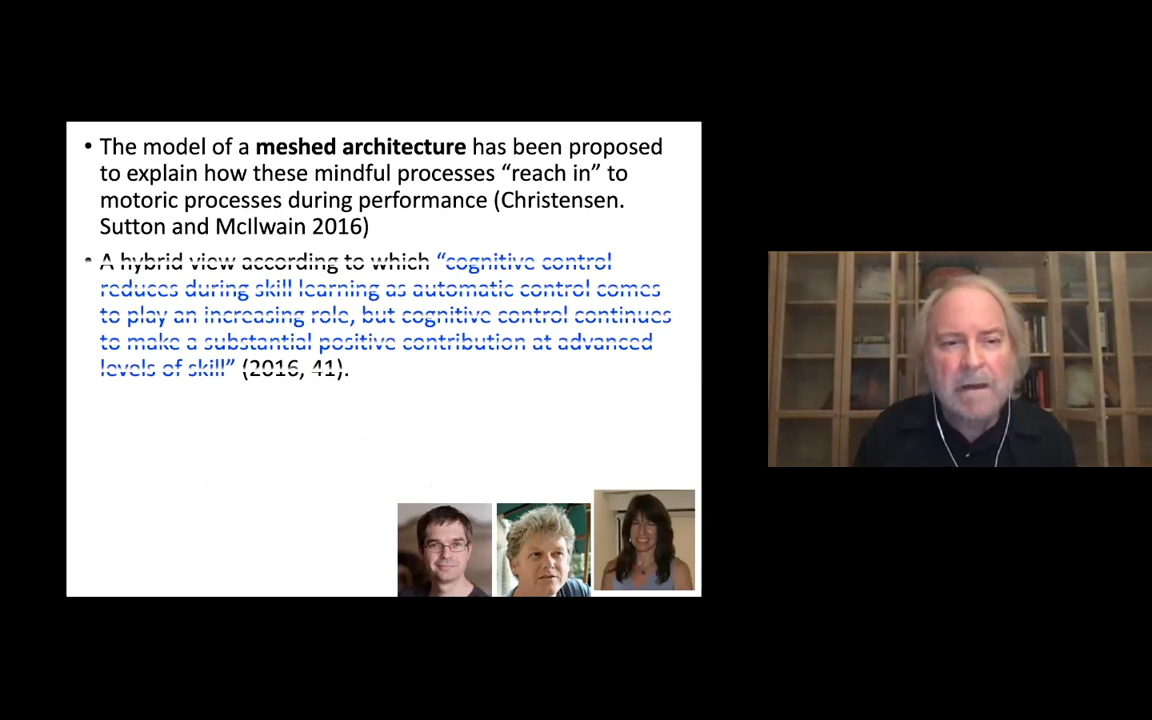 • The model of a meshed architecture has been proposed
to explain how these mindful processes “reach in” to
motoric processes during performance (Christensen.
Sutton and McIlwain 2016)
• A hybrid view according to which “cognitive control
reduces during skill learning as automatic control comes
to play an increasing role, but cognitive control continues
to make a substantial positive contribution at advanced
levels of skill” (2016, 41).